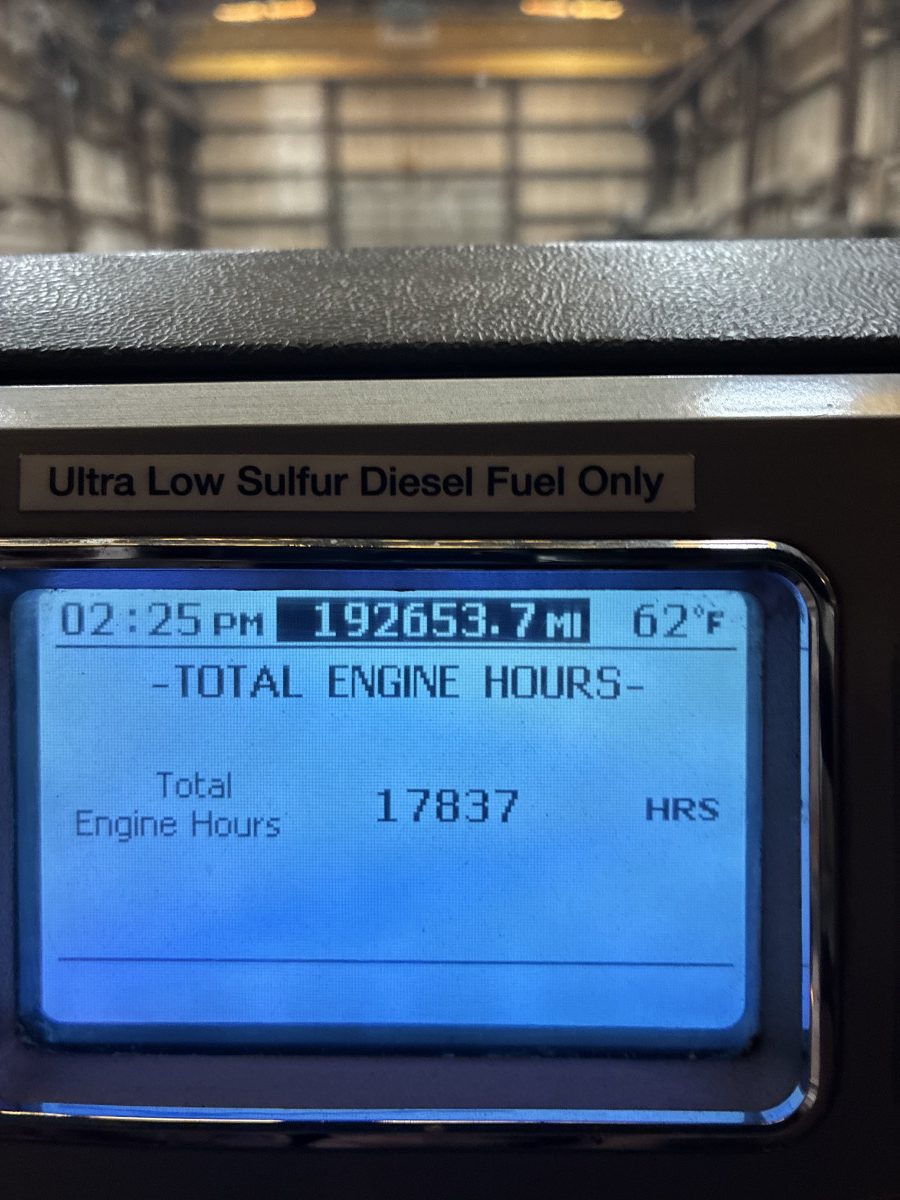 Ultra Low Sulfur Diesel Fuel Only
02:25 PM 192653.7 MI 62°F
-TOTAL ENGINE HOURS-
Total
Engine Hours 17837 HRS